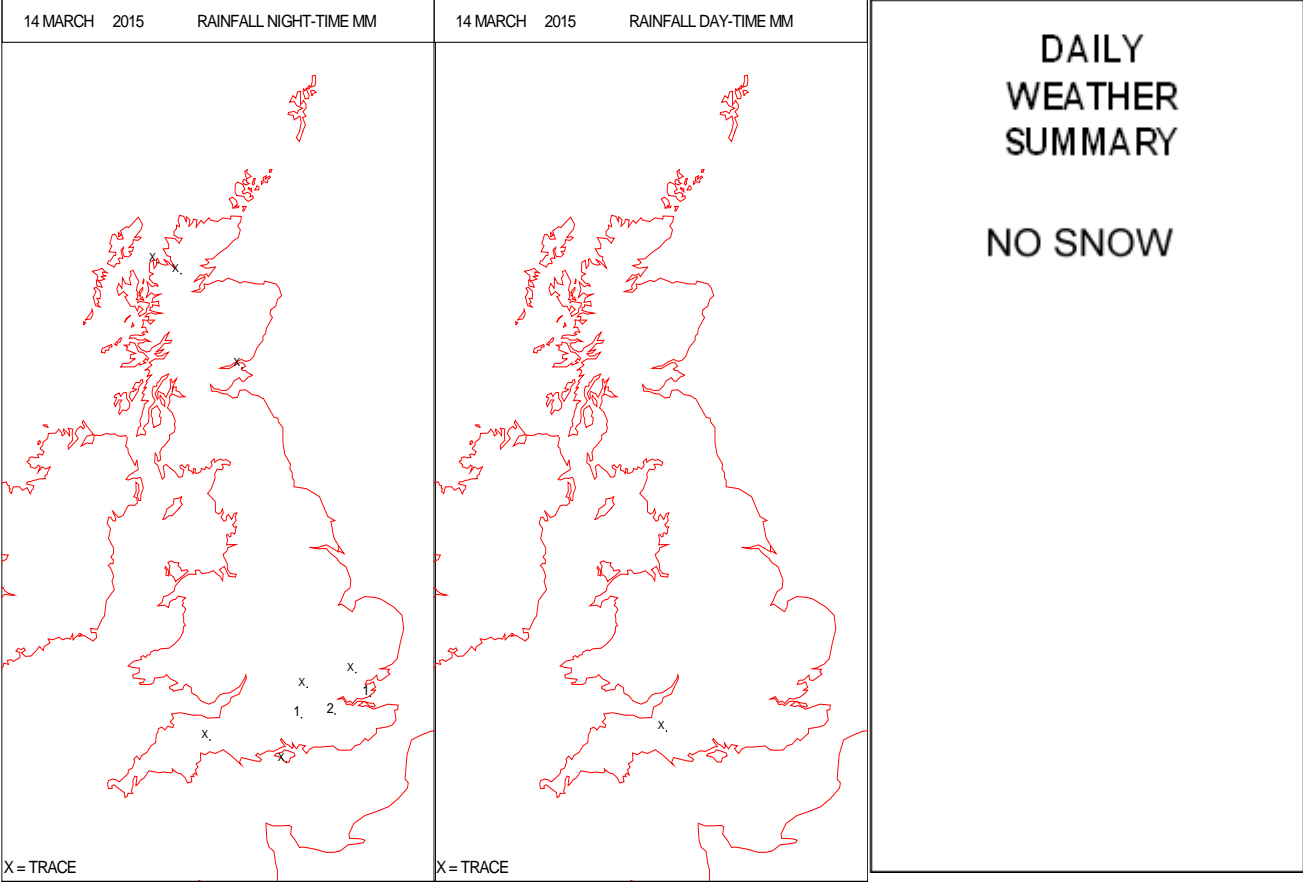 14 MARCH 2015 RAINFALL NIGHT-TIME MM
X.
X.
X
X.
X.
1.
1.
2.
X.
X.
X = TRACE
14 MARCH 2015 RAINFALL DAY-TIME MM
X.
X = TRACE
DAILY
WEATHER
SUMMARY
NO SNOW